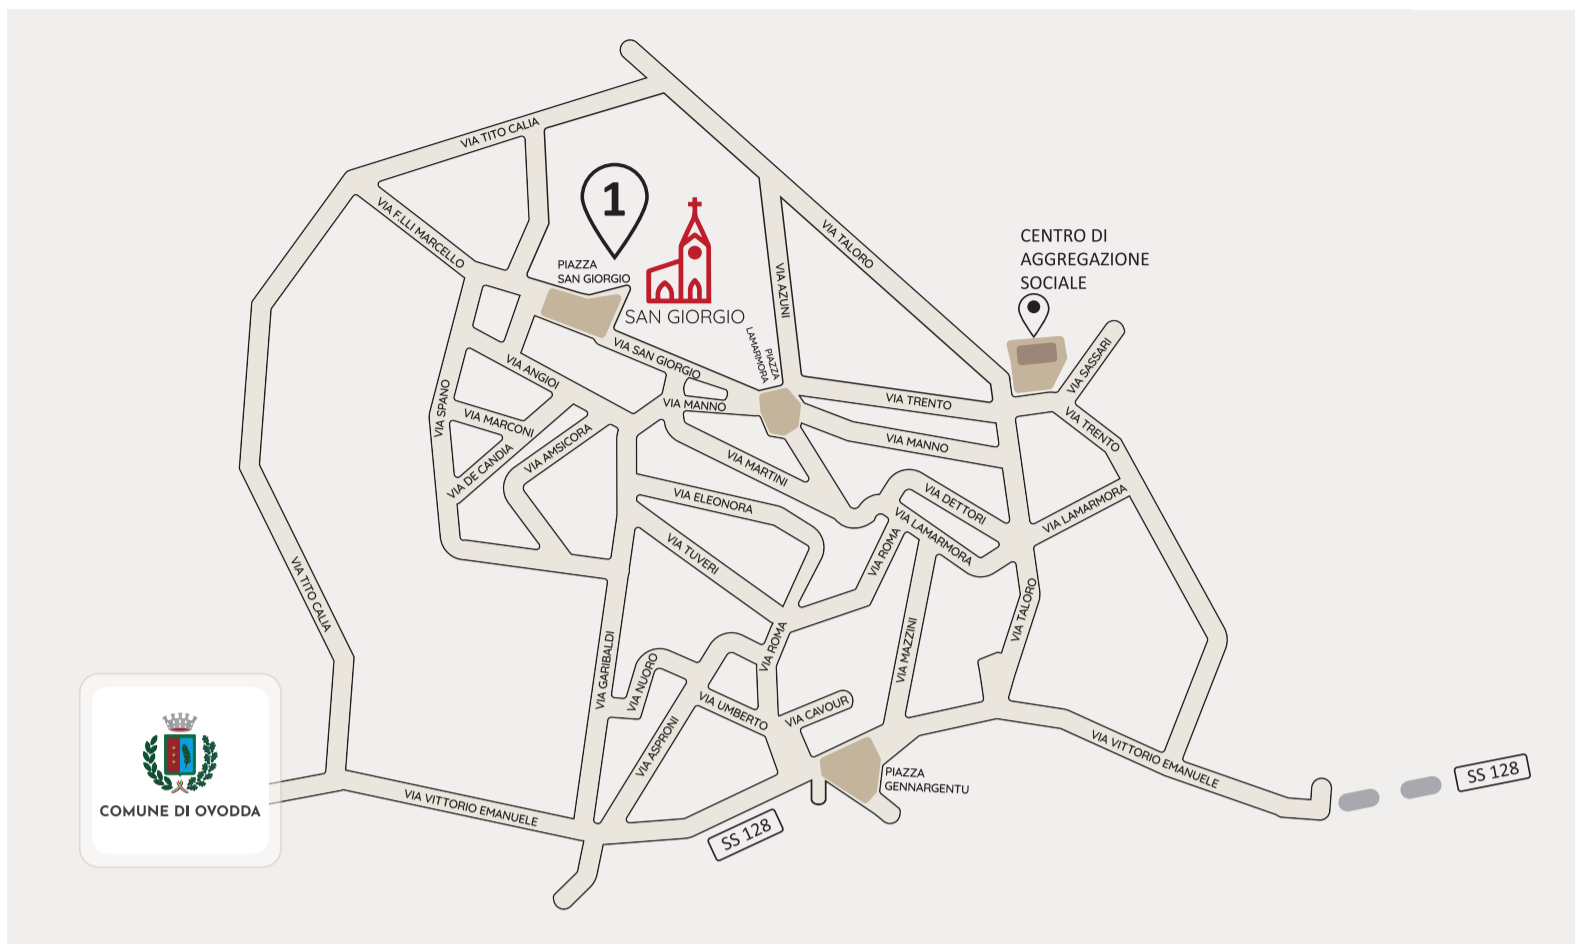 VIA TITO CALIA
1
VIA F.LLI MARCELLO
PIAZZA
SAN GIORGIO
SAN GIORGIO
VIA AZUNI
VIA TALORO
CENTRO DI
AGGREGAZIONE
SOCIALE
PIAZZA
LAMARMORA
VIA SAN GIORGIO
VIA ANGIOI
VIA SPANO
VIA MANNO
VIA TRENTO
VIA SASSARI
VIA TRENTO
VIA MARCONI
VIA DE CANDIA
VIA AMSICORA
VIA MANNO
VIA MARTINI
VIA ELEONORA
VIA DETTORI
VIA LAMARMORA
VIA LAMARMORA
VIA TUVERI
VIA ROMA
VIA TITO CALIA
VIA TALORO
VIA GARIBALDI
VIA NUORO
VIA ROMA
VIA MAZZINI
VIA UMBERTO
VIA CAVOUR
VIA ASPRONI
PIAZZA
GENNARGENTU
VIA VITTORIO EMANUELE
SS 128
COMUNE DI OVODDA
VIA VITTORIO EMANUELE
SS 128